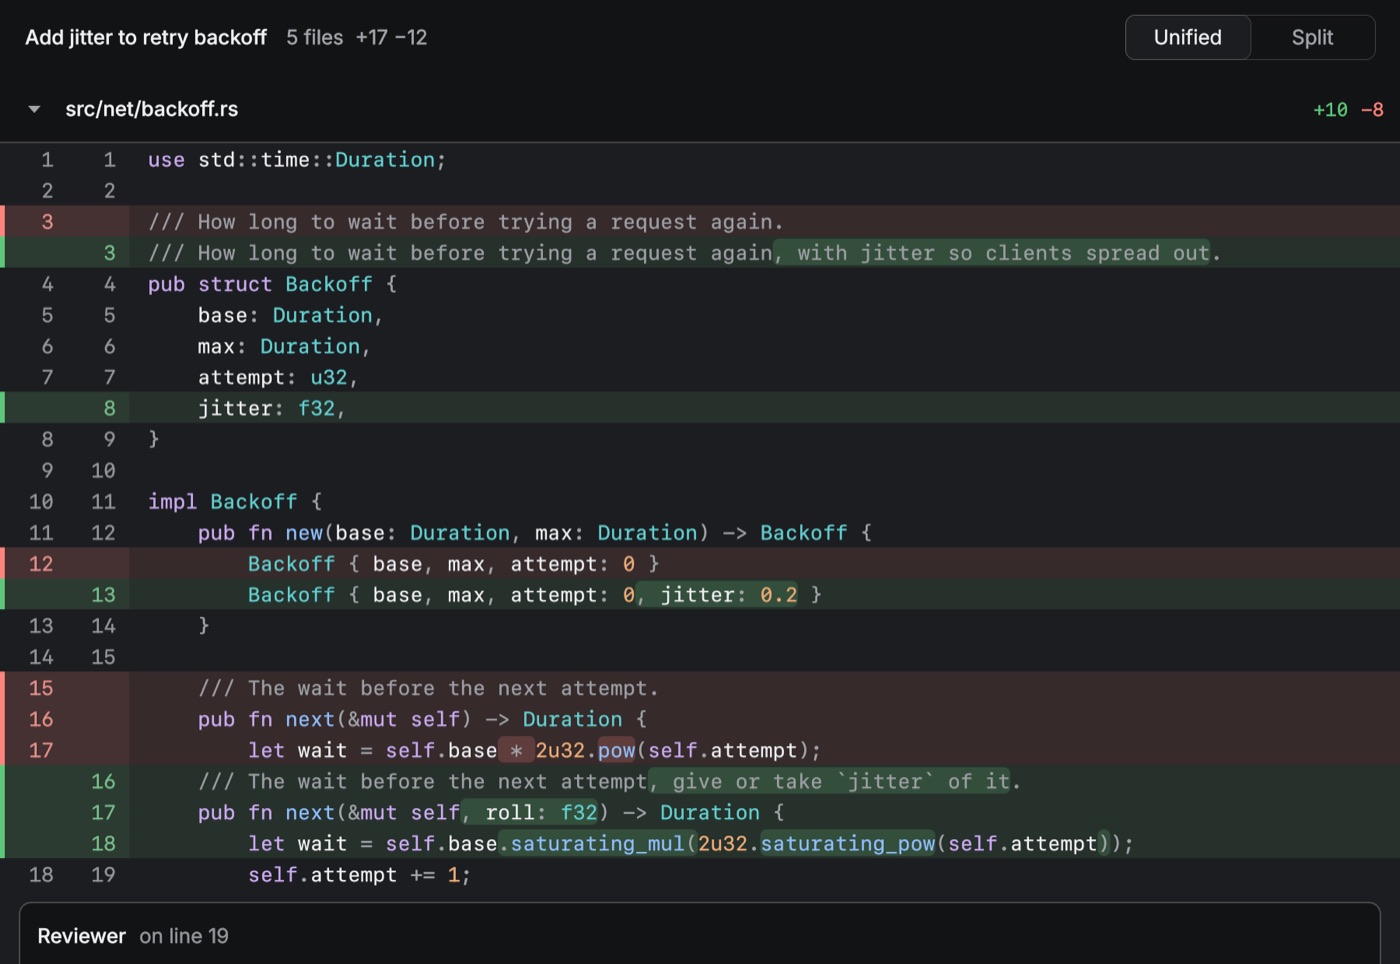 Add jitter to retry backoff 5 files +17 −12 Unified Split
src/net/backoff.rs +10 −8
1 1 use std::time::Duration;
2 2
3 /// How long to wait before trying a request again.
3 /// How long to wait before trying a request again, with jitter so clients spread out.
4 4 pub struct Backoff {
5 5 base: Duration,
6 6 max: Duration,
7 7 attempt: u32,
8 jitter: f32,
8 9 }
9 10
10 11 impl Backoff {
11 12 pub fn new(base: Duration, max: Duration) -> Backoff {
12 Backoff { base, max, attempt: 0 }
13 Backoff { base, max, attempt: 0, jitter: 0.2 }
13 14 }
14 15
15 /// The wait before the next attempt.
16 pub fn next(&mut self) -> Duration {
17 let wait = self.base * 2u32.pow(self.attempt);
16 /// The wait before the next attempt, give or take `jitter` of it.
17 pub fn next(&mut self, roll: f32) -> Duration {
18 let wait = self.base.saturating_mul(2u32.saturating_pow(self.attempt));
18 19 self.attempt += 1;
Reviewer on line 19